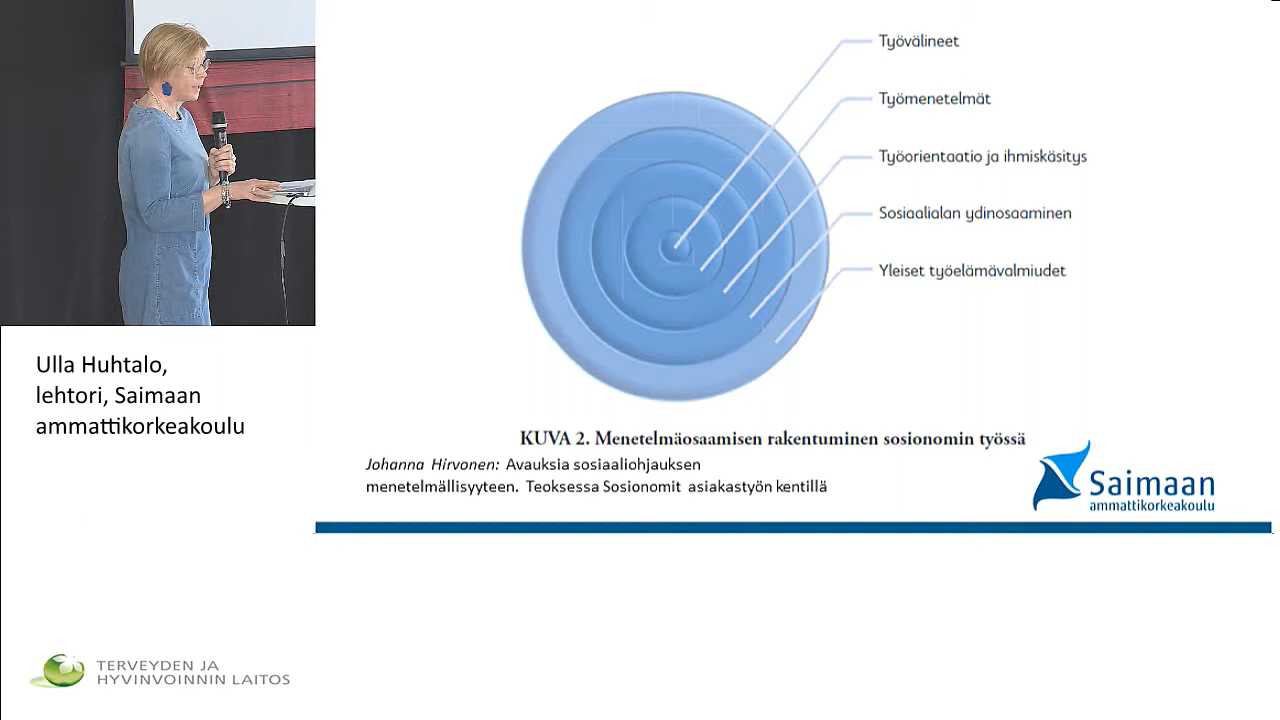 Työvälineet
Työmenetelmät
Työorientaatio ja ihmiskäsitys
Sosiaalialan ydinosaaminen
Yleiset työelämävalmiudet
KUVA 2. Menetelmäosaamisen rakentuminen sosionomin työssä
Johanna Hirvonen: Avauksia sosiaaliohjauksen
menetelmällisyyteen. Teoksessa Sosionomit asiakastyön kentillä
Saimaan
ammattikorkeakoulu
Ulla Huhtalo,
lehtori, Saimaan
ammattikorkeakoulu
TERVEYDEN JA
HYVINVOINNIN LAITOS